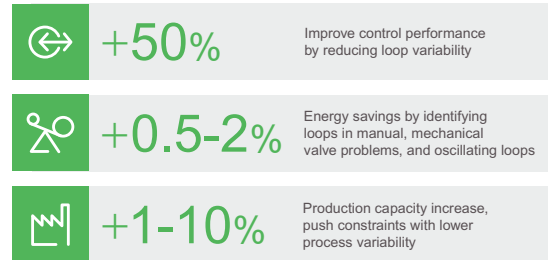 +50%
Improve control performance
by reducing loop variability
+0.5-2%
Energy savings by identifying
loops in manual, mechanical
valve problems, and oscillating loops
+1-10%
Production capacity increase,
push constraints with lower
process variability